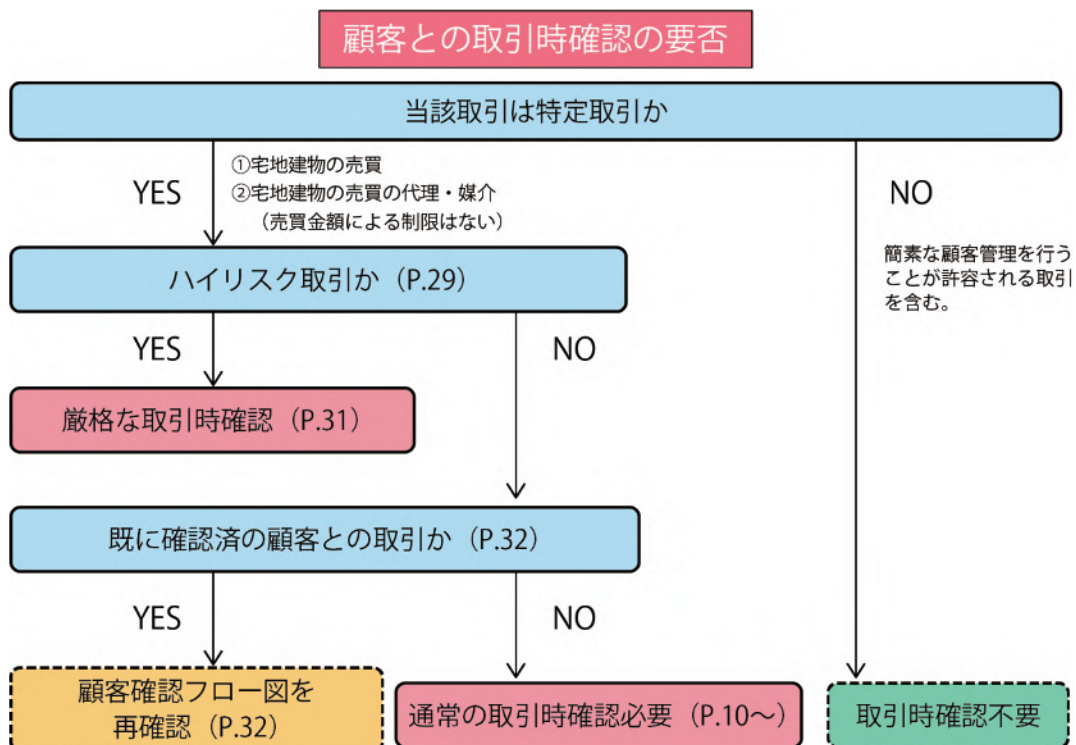 顧客との取引時確認の要否
当該取引は特定取引か
YES
①宅地建物の売買
②宅地建物の売買の代理・媒介
（売買金額による制限はない）
NO
簡素な顧客管理を行う
ことが許容される取引
を含む。
ハイリスク取引か（P.29）
YES
NO
厳格な取引時確認（P.31）
既に確認済の顧客との取引か（P.32）
YES
NO
顧客確認フロー図を
再確認（P.32）
通常の取引時確認必要（P.10～）
取引時確認不要